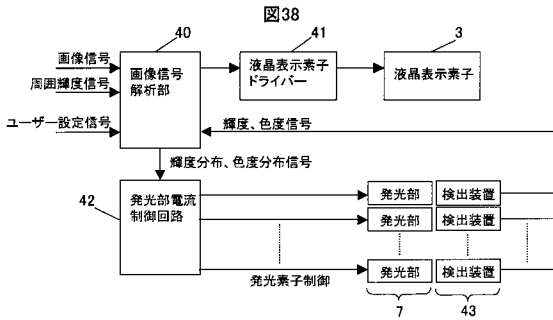 図38
40
41
3
画像信号
周囲輝度信号
ユーザー設定信号
画像信号
解析部
液晶表示素子
ドライバー
液晶表示素子
輝度、色度信号
輝度分布、色度分布信号
42
発光部電流
制御回路
発光部
検出装置
発光部
検出装置
発光部
検出装置
発光素子制御
7
43